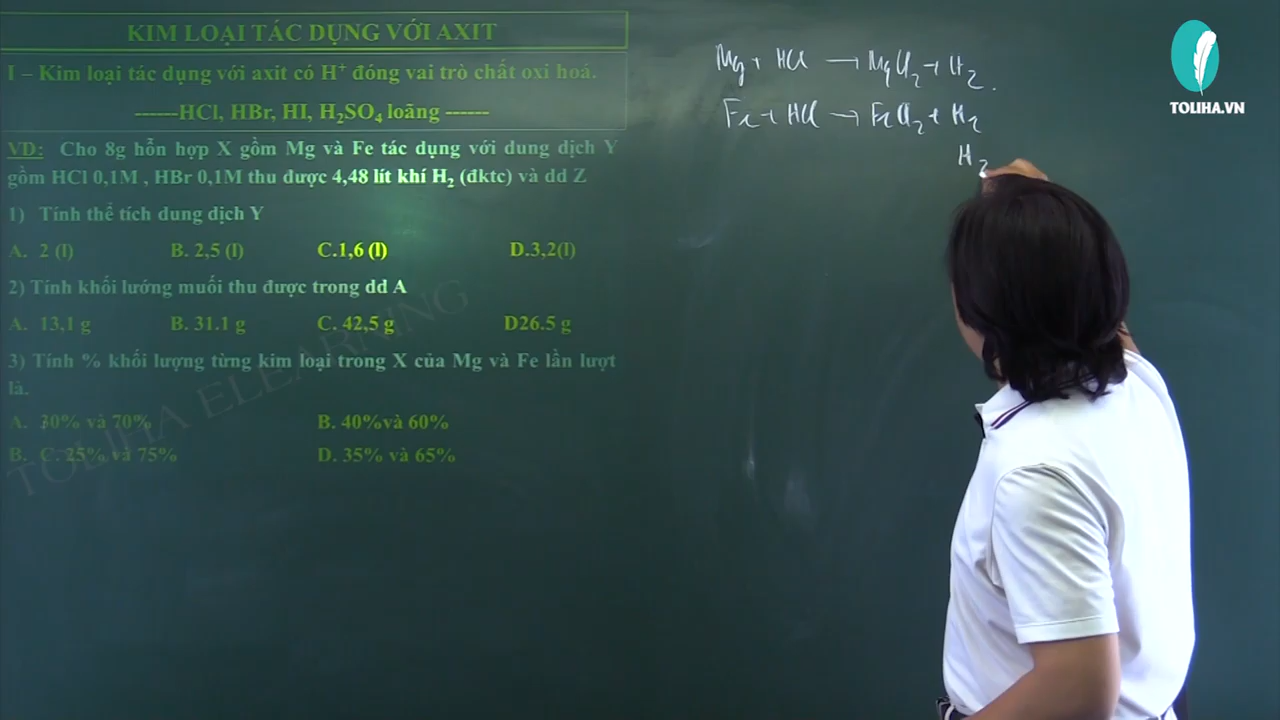 KIM LOẠI TÁC DỤNG VỚI AXIT
I – Kim loại tác dụng với axit có H⁺ đóng vai trò chất oxi hoá.
------HCl, HBr, HI, H₂SO₄ loãng ------
VD: Cho 8g hỗn hợp X gồm Mg và Fe tác dụng với dung dịch Y
gồm HCl 0,1M , HBr 0,1M thu được 4,48 lít khí H₂ (đktc) và dd Z
1) Tính thể tích dung dịch Y
A. 2 (l) B. 2,5 (l) C.1,6 (l) D.3,2(l)
2) Tính khối lướng muối thu được trong dd A
A. 13,1 g B. 31.1 g C. 42,5 g D26.5 g
3) Tính % khối lượng từng kim loại trong X của Mg và Fe lần lượt
là.
A. 30% và 70% B. 40%và 60%
B. C. 25% và 75% D. 35% và 65%
Mg + HCl → MgCl₂ + H₂.
Fe + HCl → FeCl₂ + H₂
H₂
TOLIHA.VN
TOLIHA ELEARNING